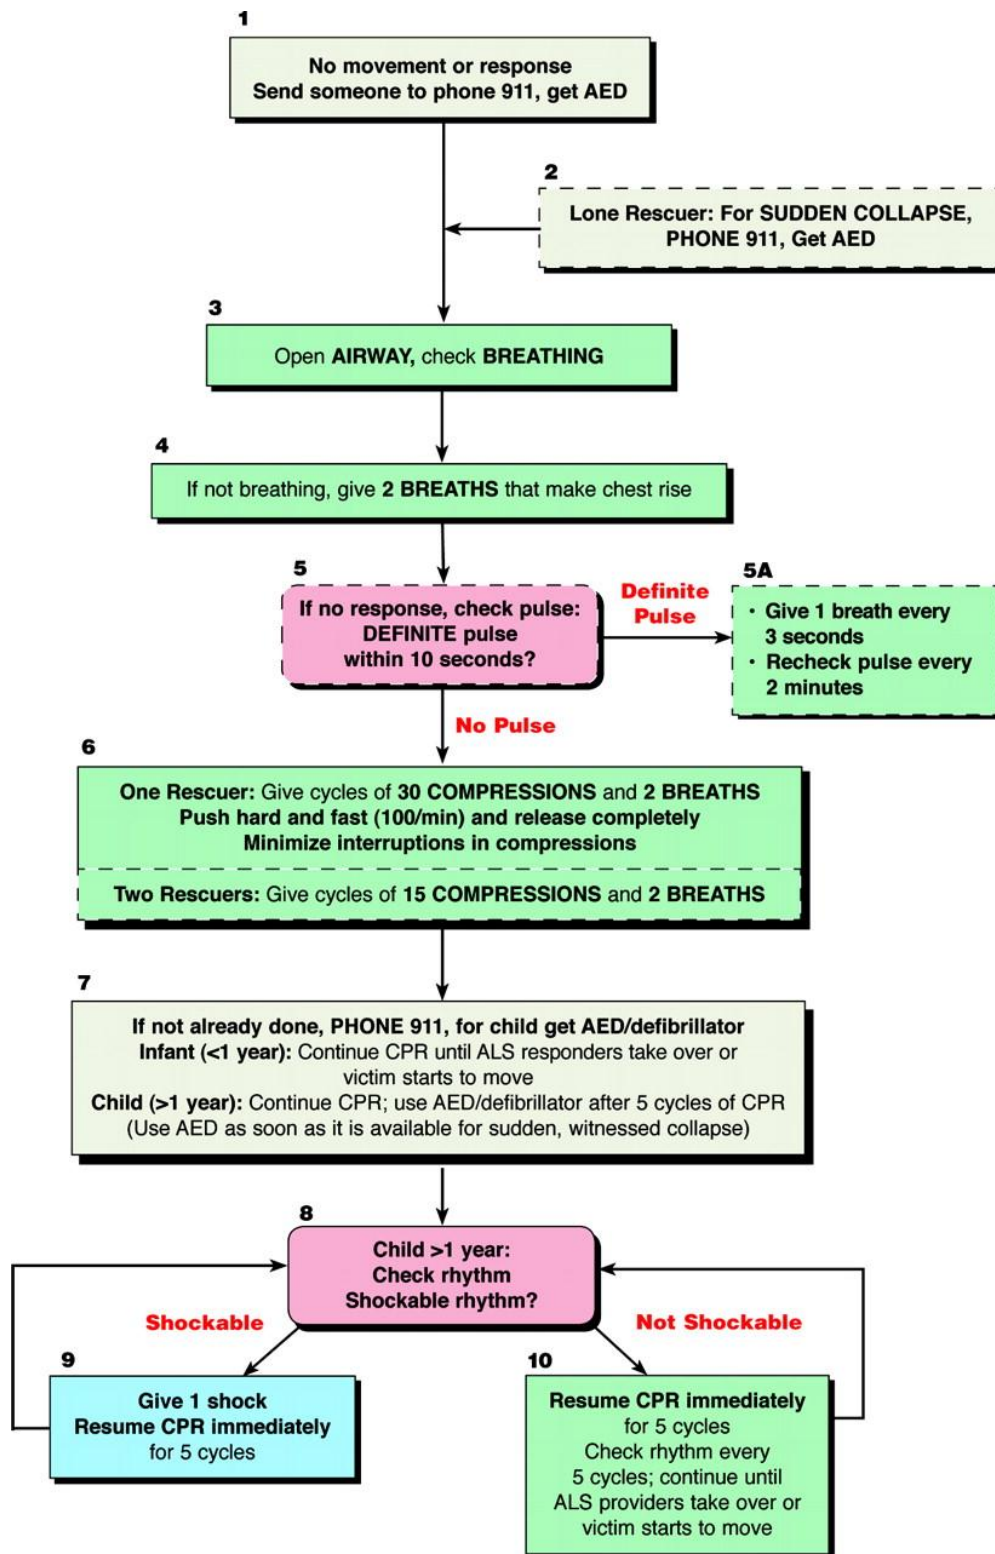 1
No movement or response
Send someone to phone 911, get AED
2
Lone Rescuer: For SUDDEN COLLAPSE,
PHONE 911, Get AED
3
Open AIRWAY, check BREATHING
4
If not breathing, give 2 BREATHS that make chest rise
5
If no response, check pulse:
DEFINITE pulse
within 10 seconds?
Definite
Pulse
5A
• Give 1 breath every
3 seconds
• Recheck pulse every
2 minutes
No Pulse
6
One Rescuer: Give cycles of 30 COMPRESSIONS and 2 BREATHS
Push hard and fast (100/min) and release completely
Minimize interruptions in compressions
Two Rescuers: Give cycles of 15 COMPRESSIONS and 2 BREATHS
7
If not already done, PHONE 911, for child get AED/defibrillator
Infant (<1 year): Continue CPR until ALS responders take over or
victim starts to move
Child (>1 year): Continue CPR; use AED/defibrillator after 5 cycles of CPR
(Use AED as soon as it is available for sudden, witnessed collapse)
8
Child >1 year:
Check rhythm
Shockable rhythm?
Shockable
Not Shockable
9
Give 1 shock
Resume CPR immediately
for 5 cycles
10
Resume CPR immediately
for 5 cycles
Check rhythm every
5 cycles; continue until
ALS providers take over or
victim starts to move